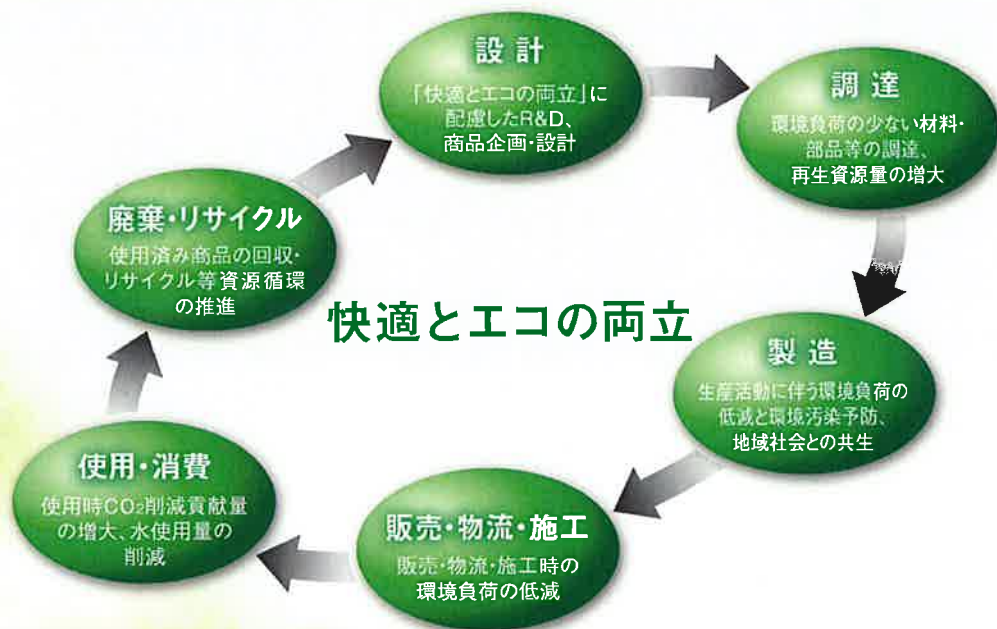 設計
「快適とエコの両立」に
配慮したR&D、
商品企画・設計
調達
環境負荷の少ない材料・
部品等の調達、
再生資源量の増大
製造
生産活動に伴う環境負荷の
低減と環境汚染予防、
地域社会との共生
販売・物流・施工
販売・物流・施工時の
環境負荷の低減
使用・消費
使用時CO₂削減貢献量
の増大、水使用量の
削減
廃棄・リサイクル
使用済み商品の回収・
リサイクル等資源循環
の推進
快適とエコの両立